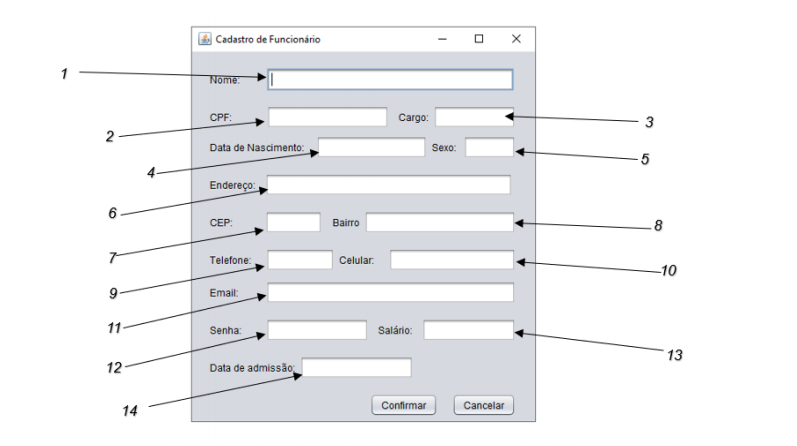 Cadastro de Funcionário
1 Nome:
2 CPF: Cargo: 3
4 Data de Nascimento: Sexo: 5
6 Endereço:
7 CEP: Bairro 8
9 Telefone: Celular: 10
11 Email:
12 Senha: Salário: 13
14 Data de admissão:
Confirmar Cancelar